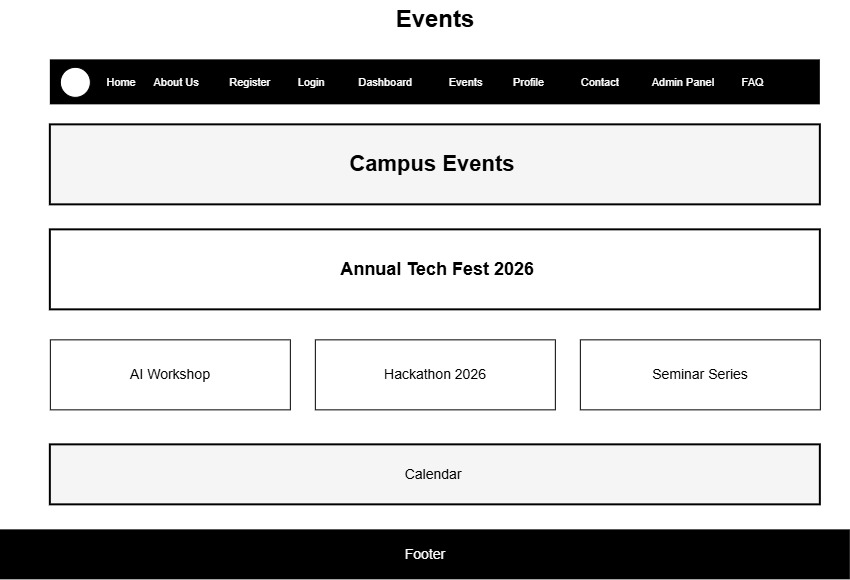 Events
Home About Us Register Login Dashboard Events Profile Contact Admin Panel FAQ
Campus Events
Annual Tech Fest 2026
AI Workshop Hackathon 2026 Seminar Series
Calendar
Footer